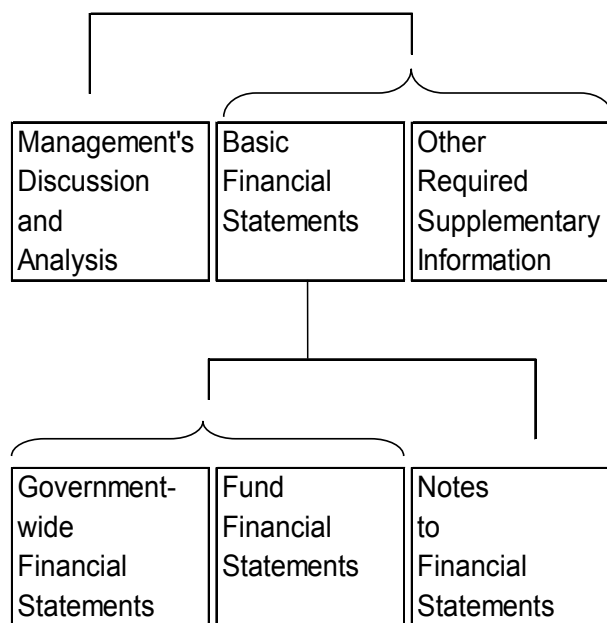 Management's
Discussion
and
Analysis
Basic
Financial
Statements
Other
Required
Supplementary
Information
Government-
wide
Financial
Statements
Fund
Financial
Statements
Notes
to
Financial
Statements